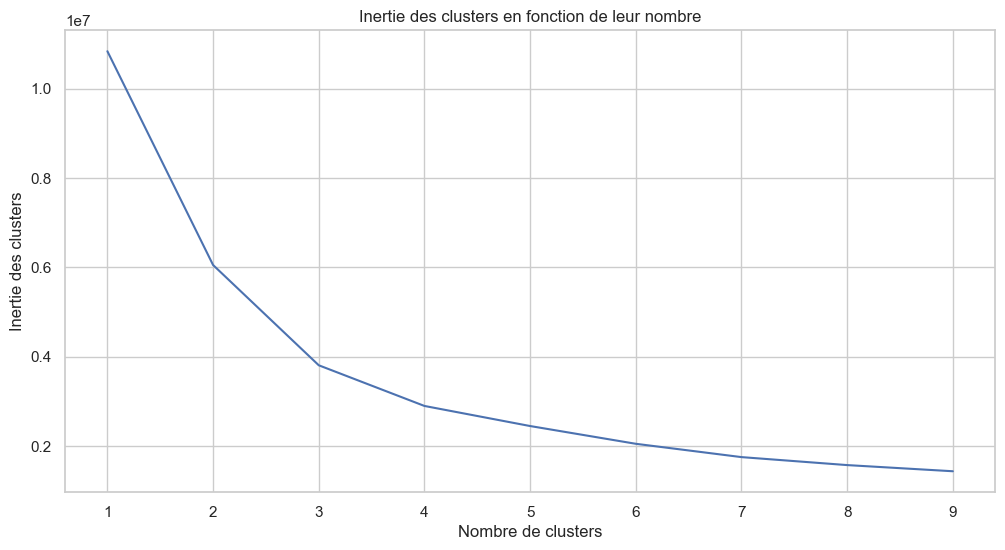 Inertie des clusters en fonction de leur nombre
1e7
1.0
0.8
0.6
0.4
0.2
Inertie des clusters
1 2 3 4 5 6 7 8 9
Nombre de clusters